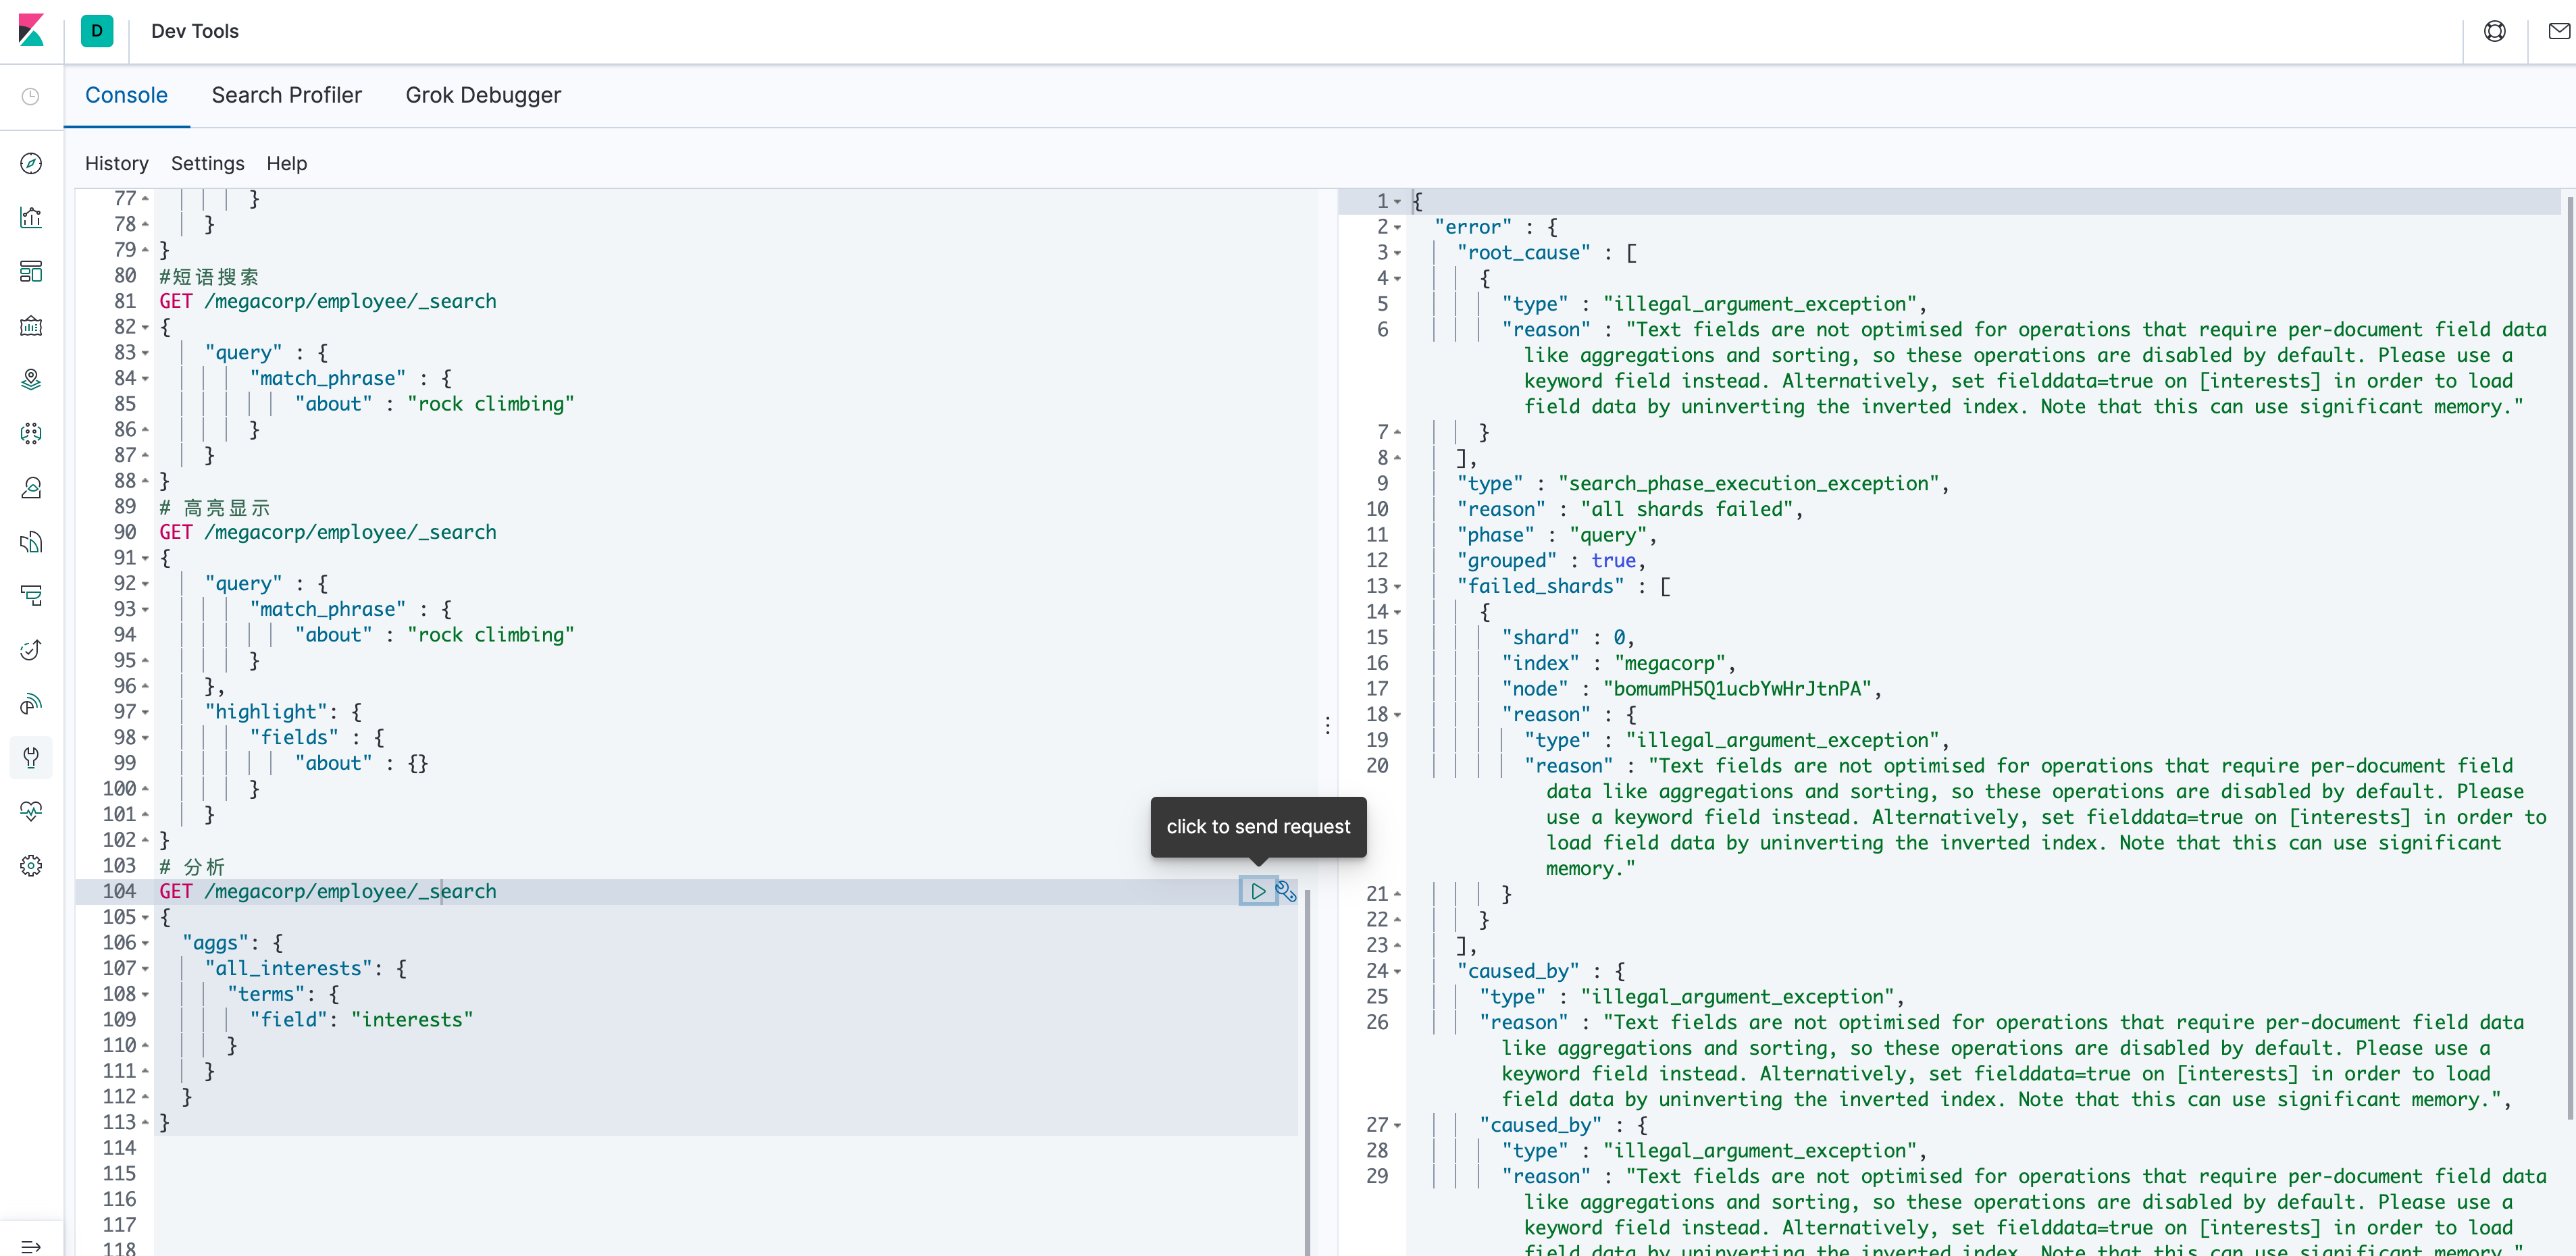 D
Dev Tools
Console
Search Profiler
Grok Debugger
History
Settings
Help
77 }
78 }
79 }
80 #短语搜索
81 GET /megacorp/employee/_search
82 {
83 "query" : {
84 "match_phrase" : {
85 "about" : "rock climbing"
86 }
87 }
88 }
89 # 高亮显示
90 GET /megacorp/employee/_search
91 {
92 "query" : {
93 "match_phrase" : {
94 "about" : "rock climbing"
95 }
96 },
97 "highlight": {
98 "fields" : {
99 "about" : {}
100 }
101 }
102 }
103 # 分析
104 GET /megacorp/employee/_search
105 {
106 "aggs": {
107 "all_interests": {
108 "terms": {
109 "field": "interests"
110 }
111 }
112 }
113 }
114
115
116
117
118
click to send request
1 {
2 "error" : {
3 "root_cause" : [
4 {
5 "type" : "illegal_argument_exception",
6 "reason" : "Text fields are not optimised for operations that require per-document field data
like aggregations and sorting, so these operations are disabled by default. Please use a
keyword field instead. Alternatively, set fielddata=true on [interests] in order to load
field data by uninverting the inverted index. Note that this can use significant memory."
7 }
8 ],
9 "type" : "search_phase_execution_exception",
10 "reason" : "all shards failed",
11 "phase" : "query",
12 "grouped" : true,
13 "failed_shards" : [
14 {
15 "shard" : 0,
16 "index" : "megacorp",
17 "node" : "bomumPH5Q1ucbYwHrJtnPA",
18 "reason" : {
19 "type" : "illegal_argument_exception",
20 "reason" : "Text fields are not optimised for operations that require per-document field
data like aggregations and sorting, so these operations are disabled by default. Please
use a keyword field instead. Alternatively, set fielddata=true on [interests] in order to
load field data by uninverting the inverted index. Note that this can use significant
memory."
21 }
22 }
23 ],
24 "caused_by" : {
25 "type" : "illegal_argument_exception",
26 "reason" : "Text fields are not optimised for operations that require per-document field data
like aggregations and sorting, so these operations are disabled by default. Please use a
keyword field instead. Alternatively, set fielddata=true on [interests] in order to load
field data by uninverting the inverted index. Note that this can use significant memory.",
27 "caused_by" : {
28 "type" : "illegal_argument_exception",
29 "reason" : "Text fields are not optimised for operations that require per-document field data
like aggregations and sorting, so these operations are disabled by default. Please use a
keyword field instead. Alternatively, set fielddata=true on [interests] in order to load
field data by uninverting the inverted index. Note that this can use significant memory."